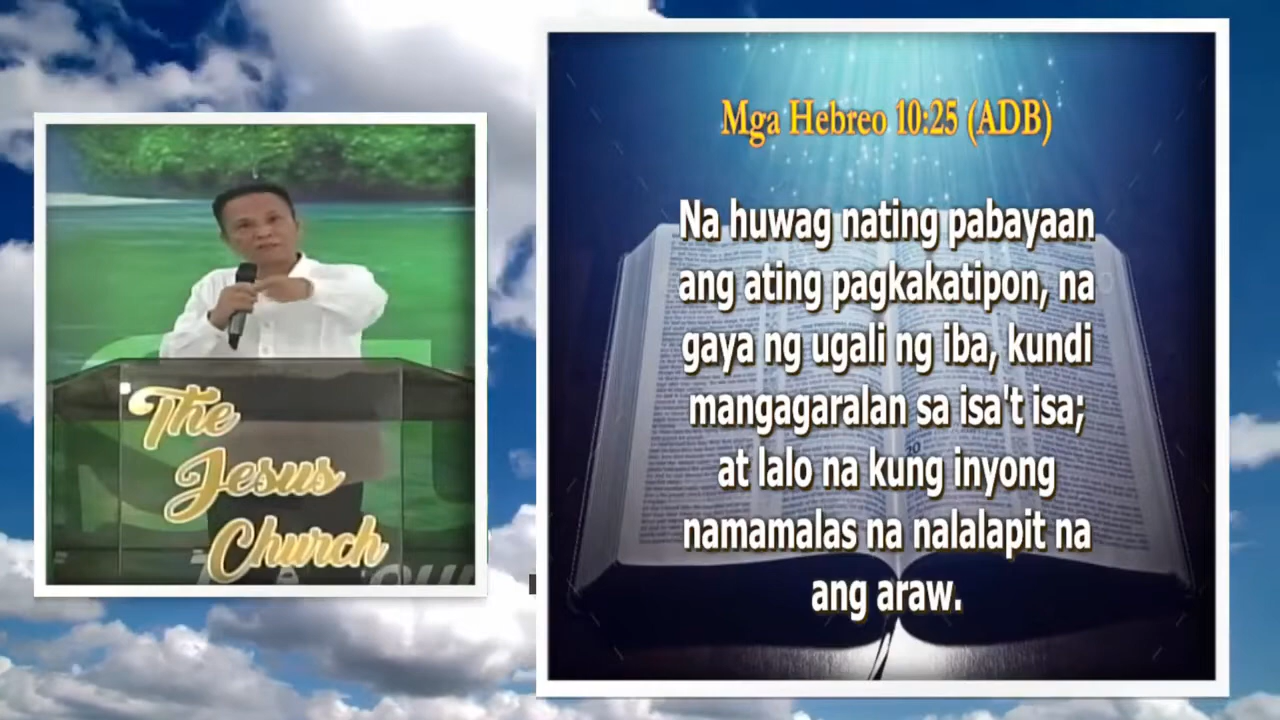 The
Jesus
Church
Mga Hebreo 10:25 (ADB)
Na huwag nating pabayaan
ang ating pagkakatipon, na
gaya ng ugali ng iba, kundi
mangagaralan sa isa't isa;
at lalo na kung inyong
namamalas na nalalapit na
ang araw.